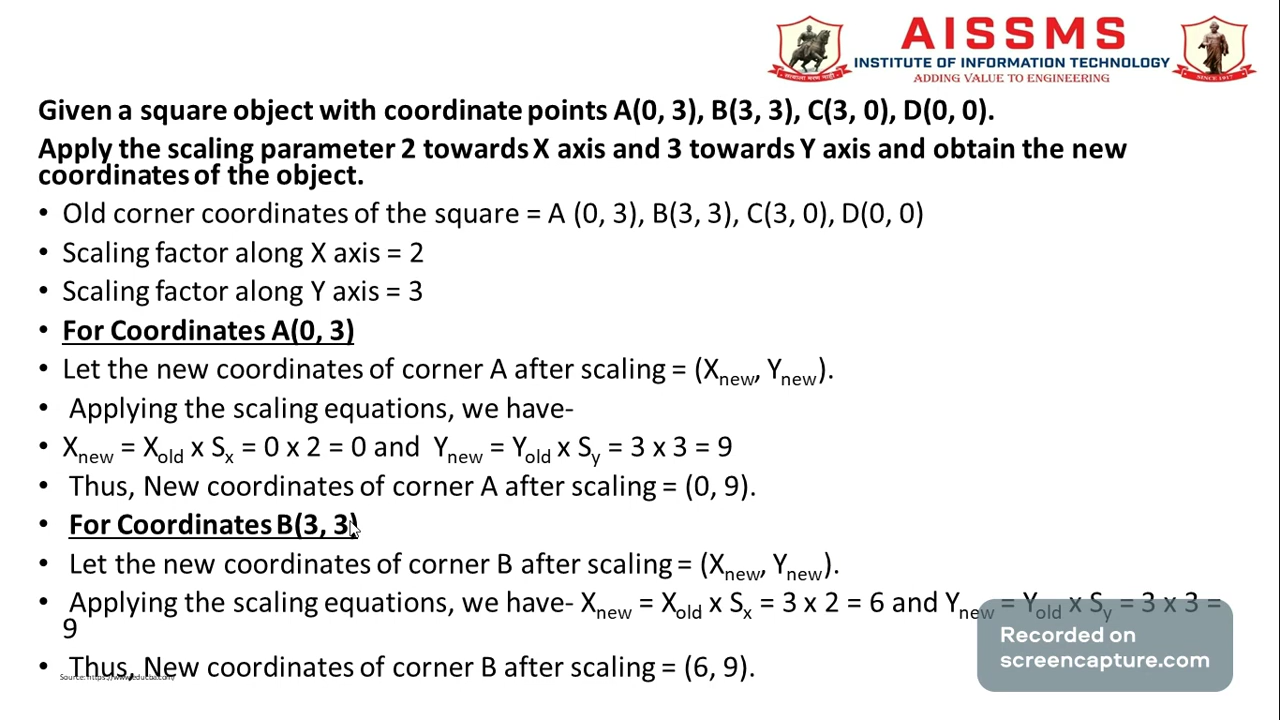 AISSMS
INSTITUTE OF INFORMATION TECHNOLOGY
ADDING VALUE TO ENGINEERING
SINCE 1917
Given a square object with coordinate points A(0, 3), B(3, 3), C(3, 0), D(0, 0).
Apply the scaling parameter 2 towards X axis and 3 towards Y axis and obtain the new
coordinates of the object.
• Old corner coordinates of the square = A (0, 3), B(3, 3), C(3, 0), D(0, 0)
• Scaling factor along X axis = 2
• Scaling factor along Y axis = 3
• For Coordinates A(0, 3)
• Let the new coordinates of corner A after scaling = (Xnew, Ynew).
• Applying the scaling equations, we have-
• Xnew = Xold x Sx = 0 x 2 = 0 and Ynew = Yold x Sy = 3 x 3 = 9
• Thus, New coordinates of corner A after scaling = (0, 9).
• For Coordinates B(3, 3)
• Let the new coordinates of corner B after scaling = (Xnew, Ynew).
• Applying the scaling equations, we have- Xnew = Xold x Sx = 3 x 2 = 6 and Ynew = Yold x Sy = 3 x 3 =
9
• Thus, New coordinates of corner B after scaling = (6, 9).
Source: https://www.educba.com/
Recorded on
screencapture.com